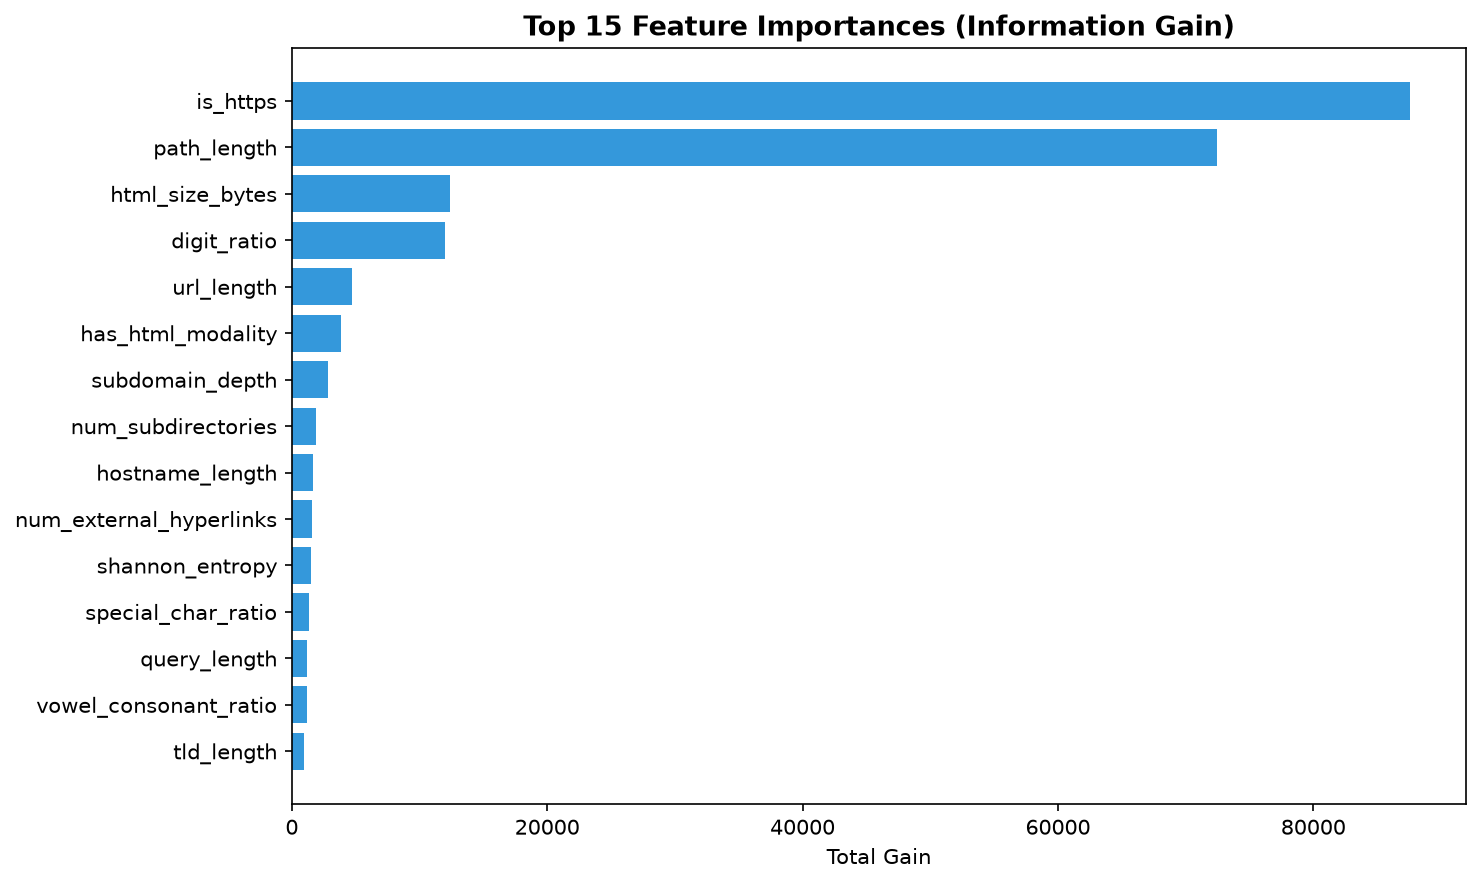 Top 15 Feature Importances (Information Gain)
is_https
path_length
html_size_bytes
digit_ratio
url_length
has_html_modality
subdomain_depth
num_subdirectories
hostname_length
num_external_hyperlinks
shannon_entropy
special_char_ratio
query_length
vowel_consonant_ratio
tld_length
0 20000 40000 60000 80000
Total Gain